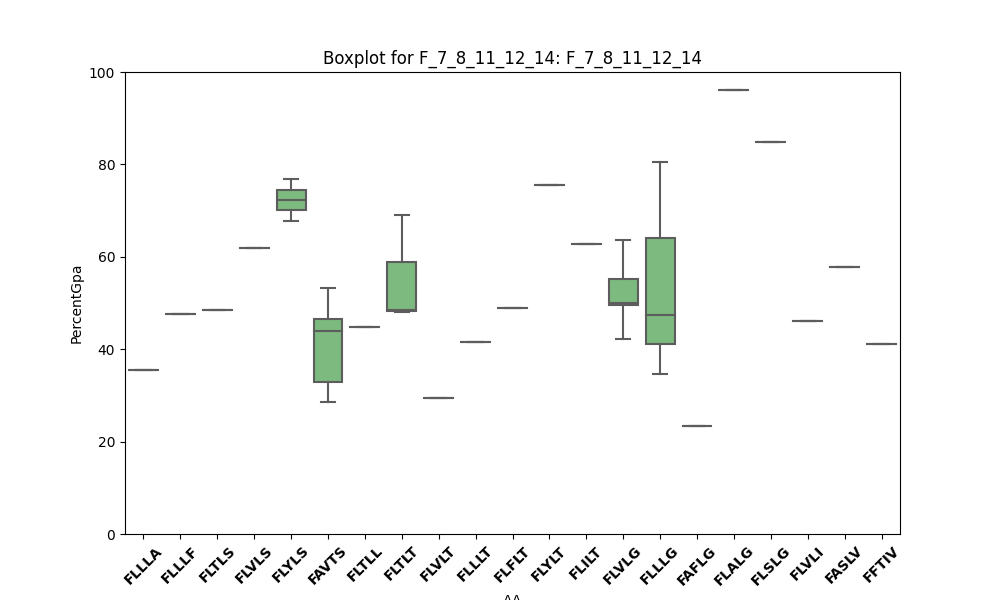 Boxplot for F_7_8_11_12_14: F_7_8_11_12_14
100
80
60
40
20
0
PercentGpa
FLLLA FLLLF FLTLS FLVLS FLYLS FAVTS FLTLL FLTLT FLVLT FLLLT FLFLT FLYLT FLILT FLVLG FLLLG FAFLG FLALG FLSLG FLVLI FASLV FFTIV
AA